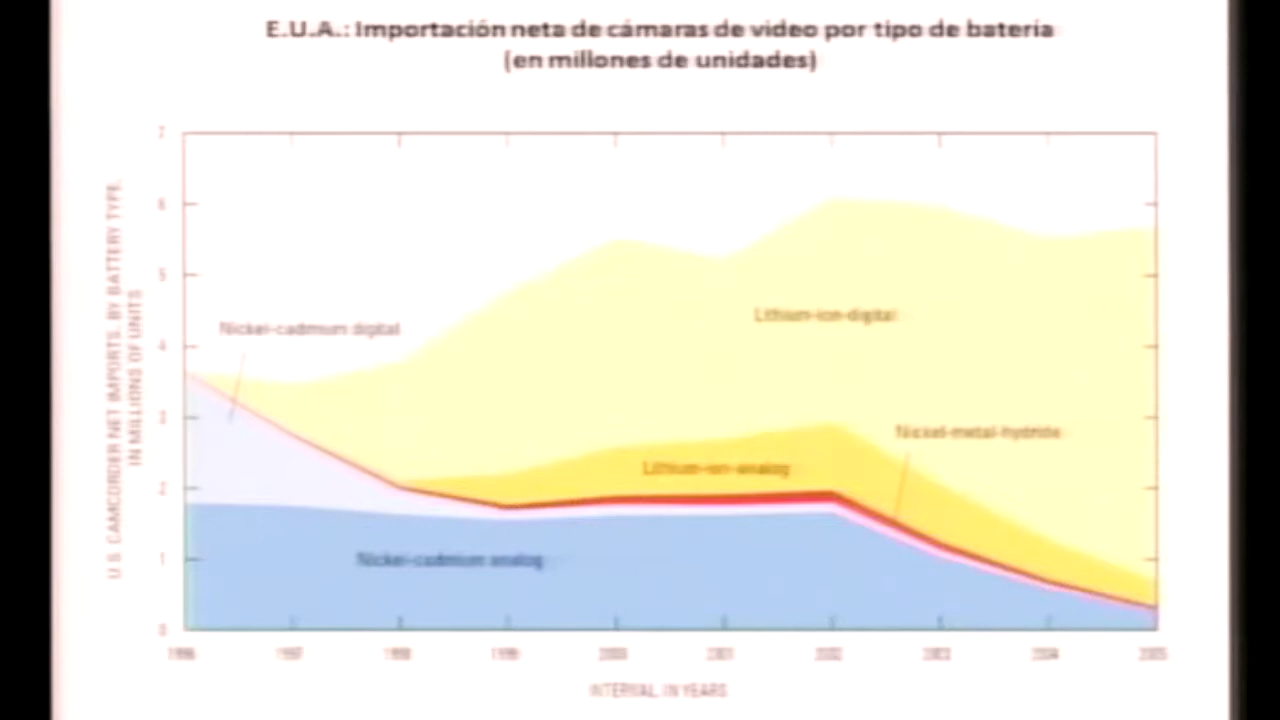 E.U.A.: Importación neta de cámaras de video por tipo de batería
(en millones de unidades)
U.S. CAMCORDER NET IMPORTS, BY BATTERY TYPE,
IN MILLIONS OF UNITS
7
6
5
4
3
2
1
0
Nickel-cadmium digital
Lithium-ion-digital
Nickel-metal-hydride
Lithium-ion-analog
Nickel-cadmium analog
1996 1997 1998 1999 2000 2001 2002 2003 2004 2005
INTERVAL, IN YEARS